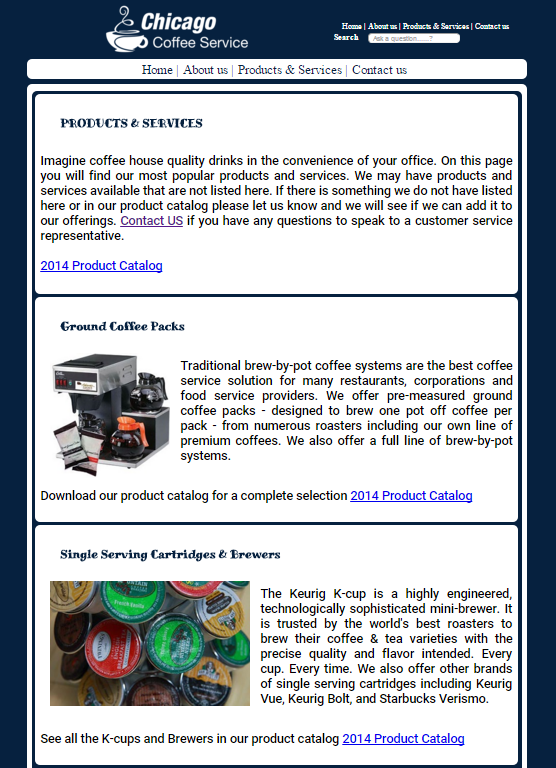 Chicago
Coffee Service
Home | About us | Products & Services | Contact us
Search Ask a question.......?
Home | About us | Products & Services | Contact us
PRODUCTS & SERVICES
Imagine coffee house quality drinks in the convenience of your office. On this page
you will find our most popular products and services. We may have products and
services available that are not listed here. If there is something we do not have listed
here or in our product catalog please let us know and we will see if we can add it to
our offerings. Contact US if you have any questions to speak to a customer service
representative.
2014 Product Catalog
Ground Coffee Packs
Traditional brew-by-pot coffee systems are the best coffee
service solution for many restaurants, corporations and
food service providers. We offer pre-measured ground
coffee packs - designed to brew one pot off coffee per
pack - from numerous roasters including our own line of
premium coffees. We also offer a full line of brew-by-pot
systems.
Download our product catalog for a complete selection 2014 Product Catalog
Single Serving Cartridges & Brewers
French Vanilla
The Keurig K-cup is a highly engineered,
technologically sophisticated mini-brewer. It
is trusted by the world's best roasters to
brew their coffee & tea varieties with the
precise quality and flavor intended. Every
cup. Every time. We also offer other brands
of single serving cartridges including Keurig
Vue, Keurig Bolt, and Starbucks Verismo.
See all the K-cups and Brewers in our product catalog 2014 Product Catalog